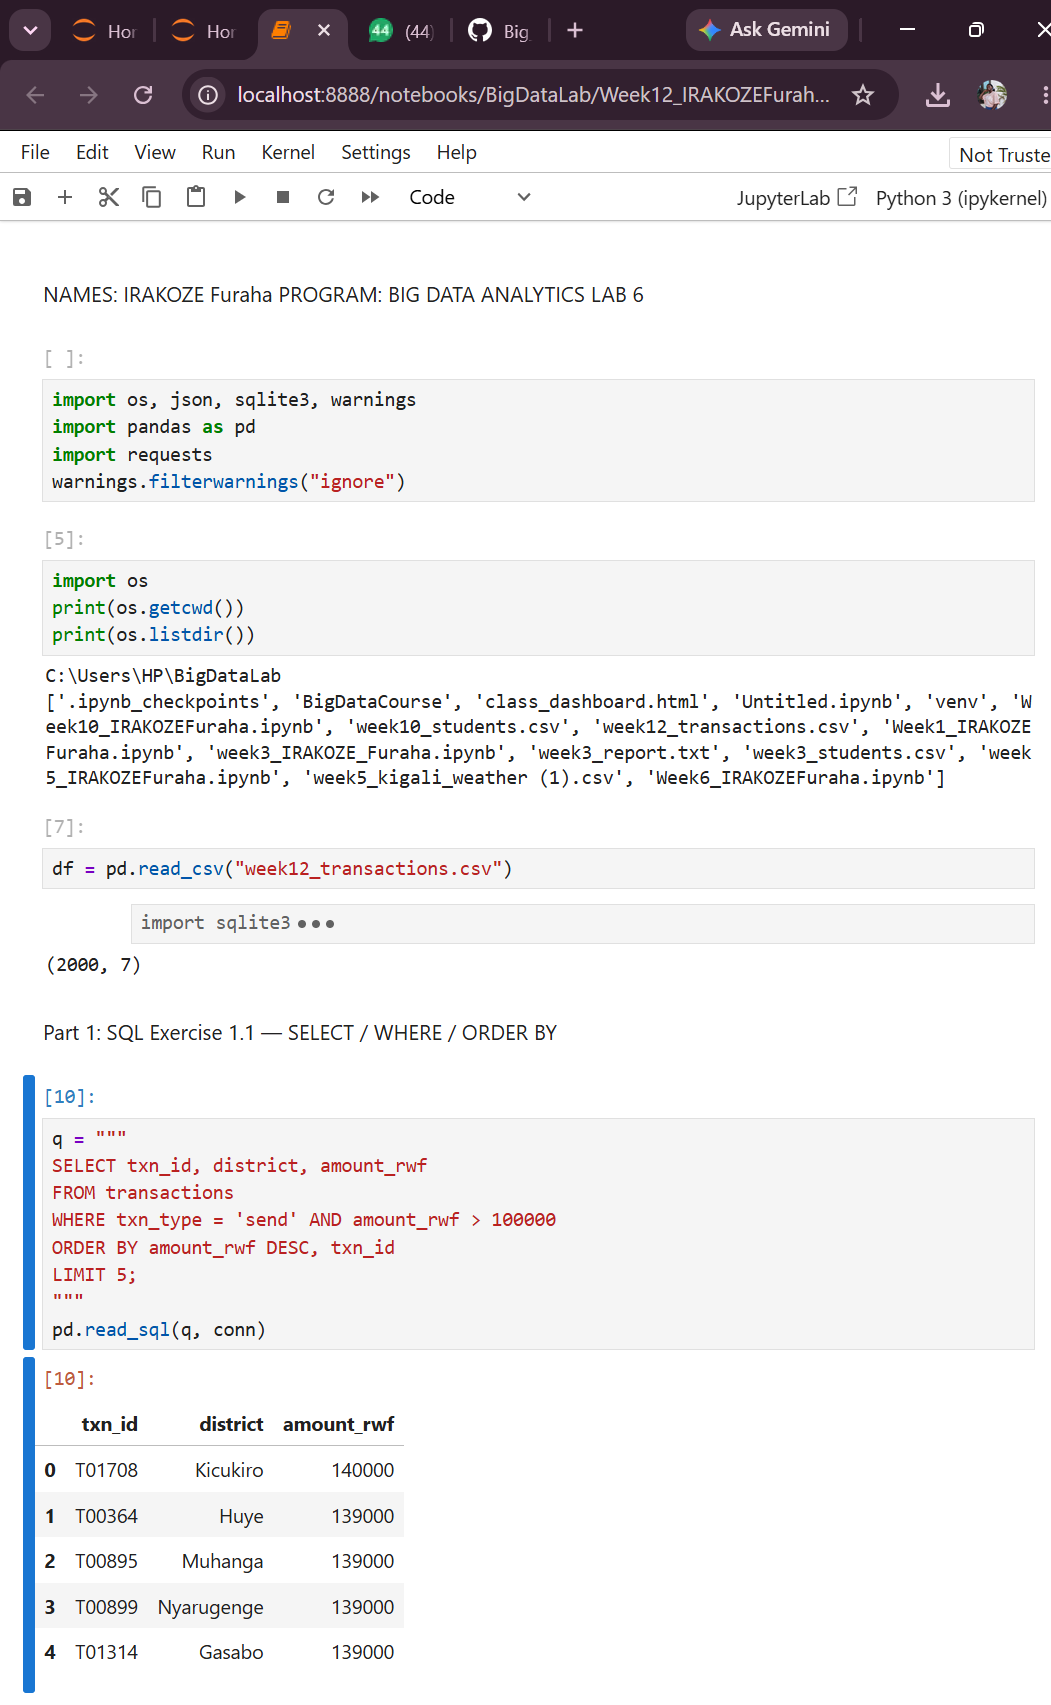 Hor
Hor
44 (44)
Big
Ask Gemini
localhost:8888/notebooks/BigDataLab/Week12_IRAKOZEFurah...
File Edit View Run Kernel Settings Help
Not Truste
Code
JupyterLab
Python 3 (ipykernel)
NAMES: IRAKOZE Furaha PROGRAM: BIG DATA ANALYTICS LAB 6
[ ]:
import os, json, sqlite3, warnings
import pandas as pd
import requests
warnings.filterwarnings("ignore")
[5]:
import os
print(os.getcwd())
print(os.listdir())
C:\Users\HP\BigDataLab
['.ipynb_checkpoints', 'BigDataCourse', 'class_dashboard.html', 'Untitled.ipynb', 'venv', 'W
eek10_IRAKOZEFuraha.ipynb', 'week10_students.csv', 'week12_transactions.csv', 'Week1_IRAKOZE
Furaha.ipynb', 'week3_IRAKOZE_Furaha.ipynb', 'week3_report.txt', 'week3_students.csv', 'week
5_IRAKOZEFuraha.ipynb', 'week5_kigali_weather (1).csv', 'Week6_IRAKOZEFuraha.ipynb']
[7]:
df = pd.read_csv("week12_transactions.csv")
import sqlite3 •••
(2000, 7)
Part 1: SQL Exercise 1.1 — SELECT / WHERE / ORDER BY
[10]:
q = """
SELECT txn_id, district, amount_rwf
FROM transactions
WHERE txn_type = 'send' AND amount_rwf > 100000
ORDER BY amount_rwf DESC, txn_id
LIMIT 5;
"""
pd.read_sql(q, conn)
[10]:
txn_id district amount_rwf
0 T01708 Kicukiro 140000
1 T00364 Huye 139000
2 T00895 Muhanga 139000
3 T00899 Nyarugenge 139000
4 T01314 Gasabo 139000